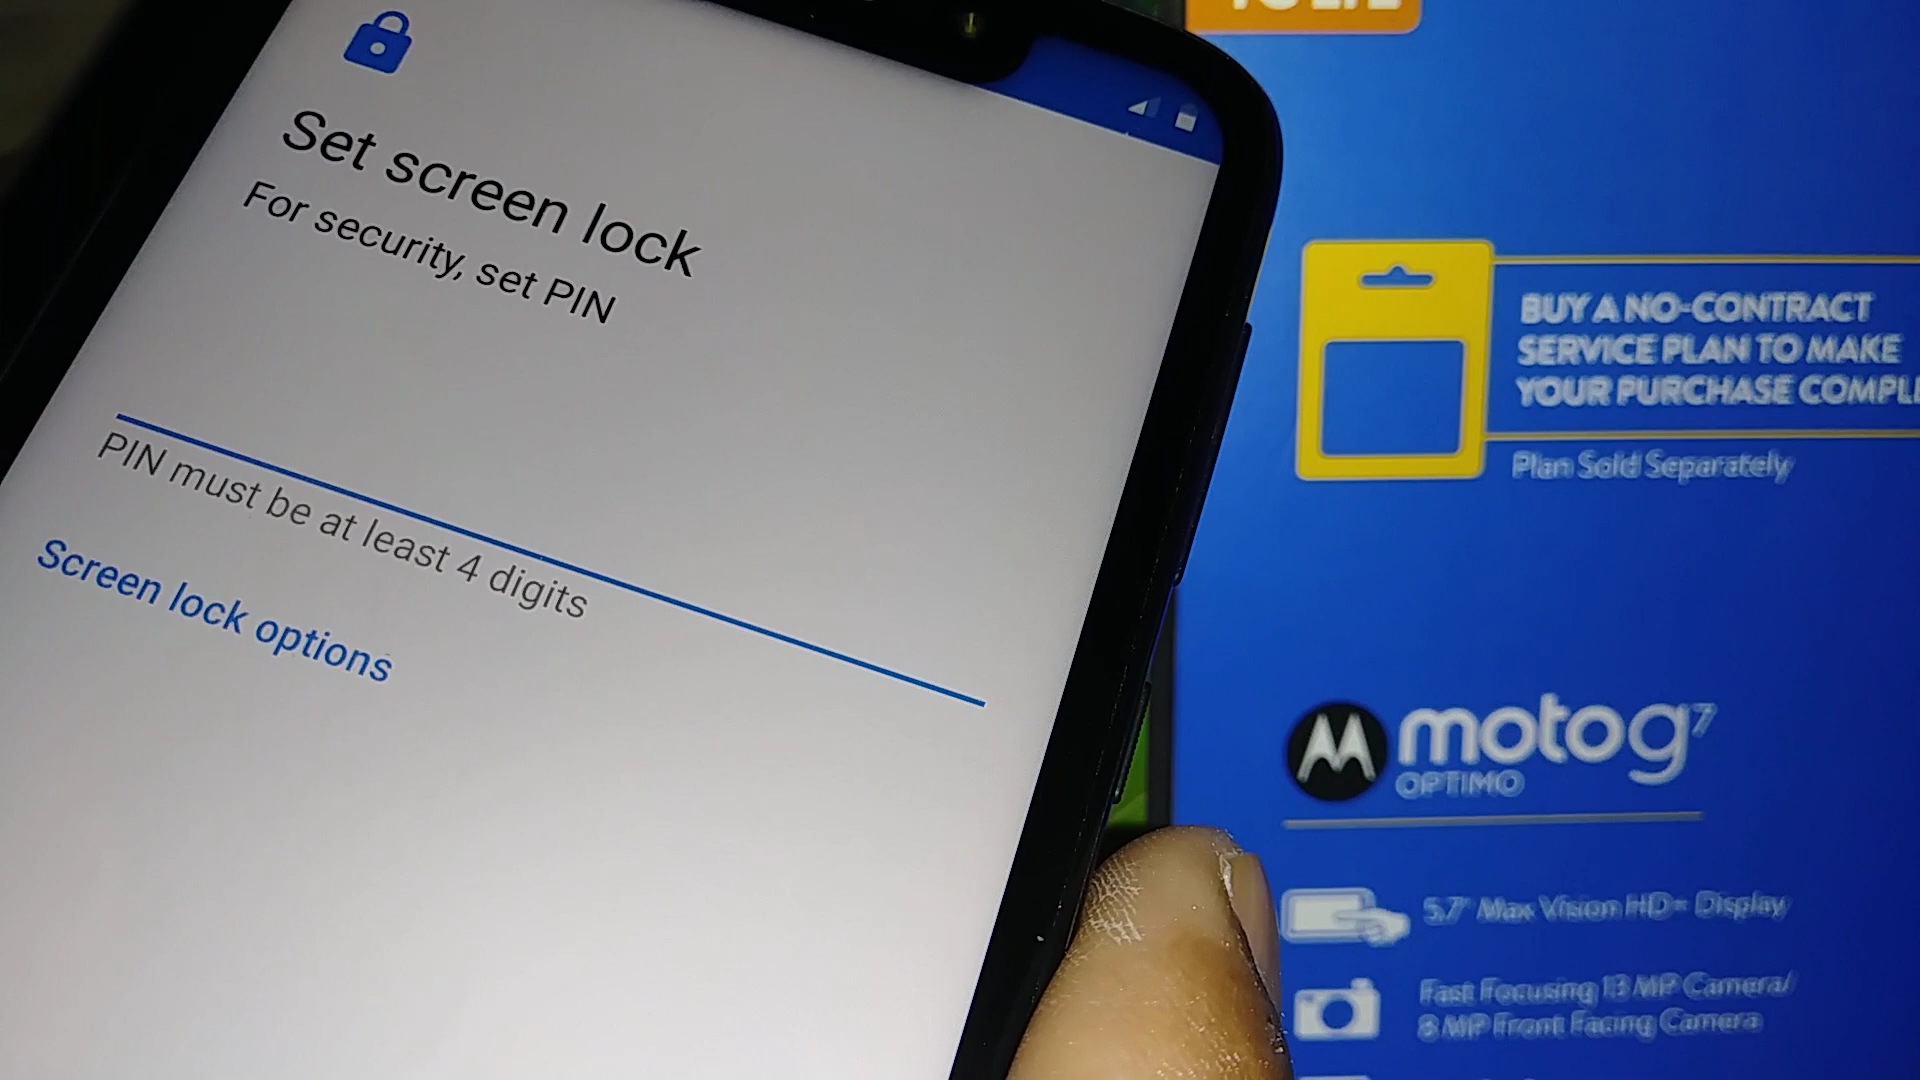 Set screen lock
For security, set PIN
PIN must be at least 4 digits
Screen lock options
BUY A NO-CONTRACT
SERVICE PLAN TO MAKE
YOUR PURCHASE COMPLE
Plan Sold Separately
motog7
OPTIMO
5.7" Max Vision HD+ Display
Fast Focusing 13 MP Camera/
8 MP Front Facing Camera